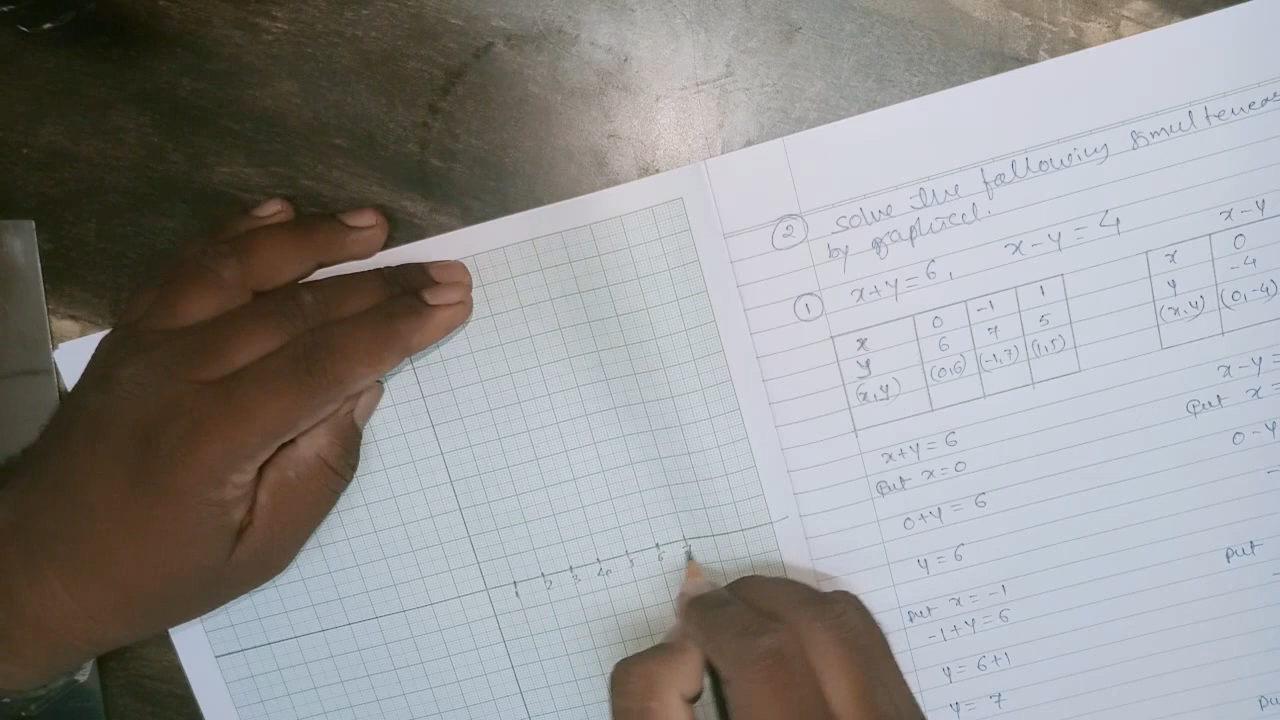 ② solve the following simulteneas
by graphical.
① x+y=6, x-y=4
x 0 -1 1
y 6 7 5
(x,y) (0,6) (-1,7) (1,5)
x+y=6
Put x=0
0+y=6
y=6
Put x=-1
-1+y=6
y=6+1
y=7
x-y
x 0
y -4
(x,y) (0,-4)
x-y=
Put x=
0-y
Put
1 2 3 4 5 6 7